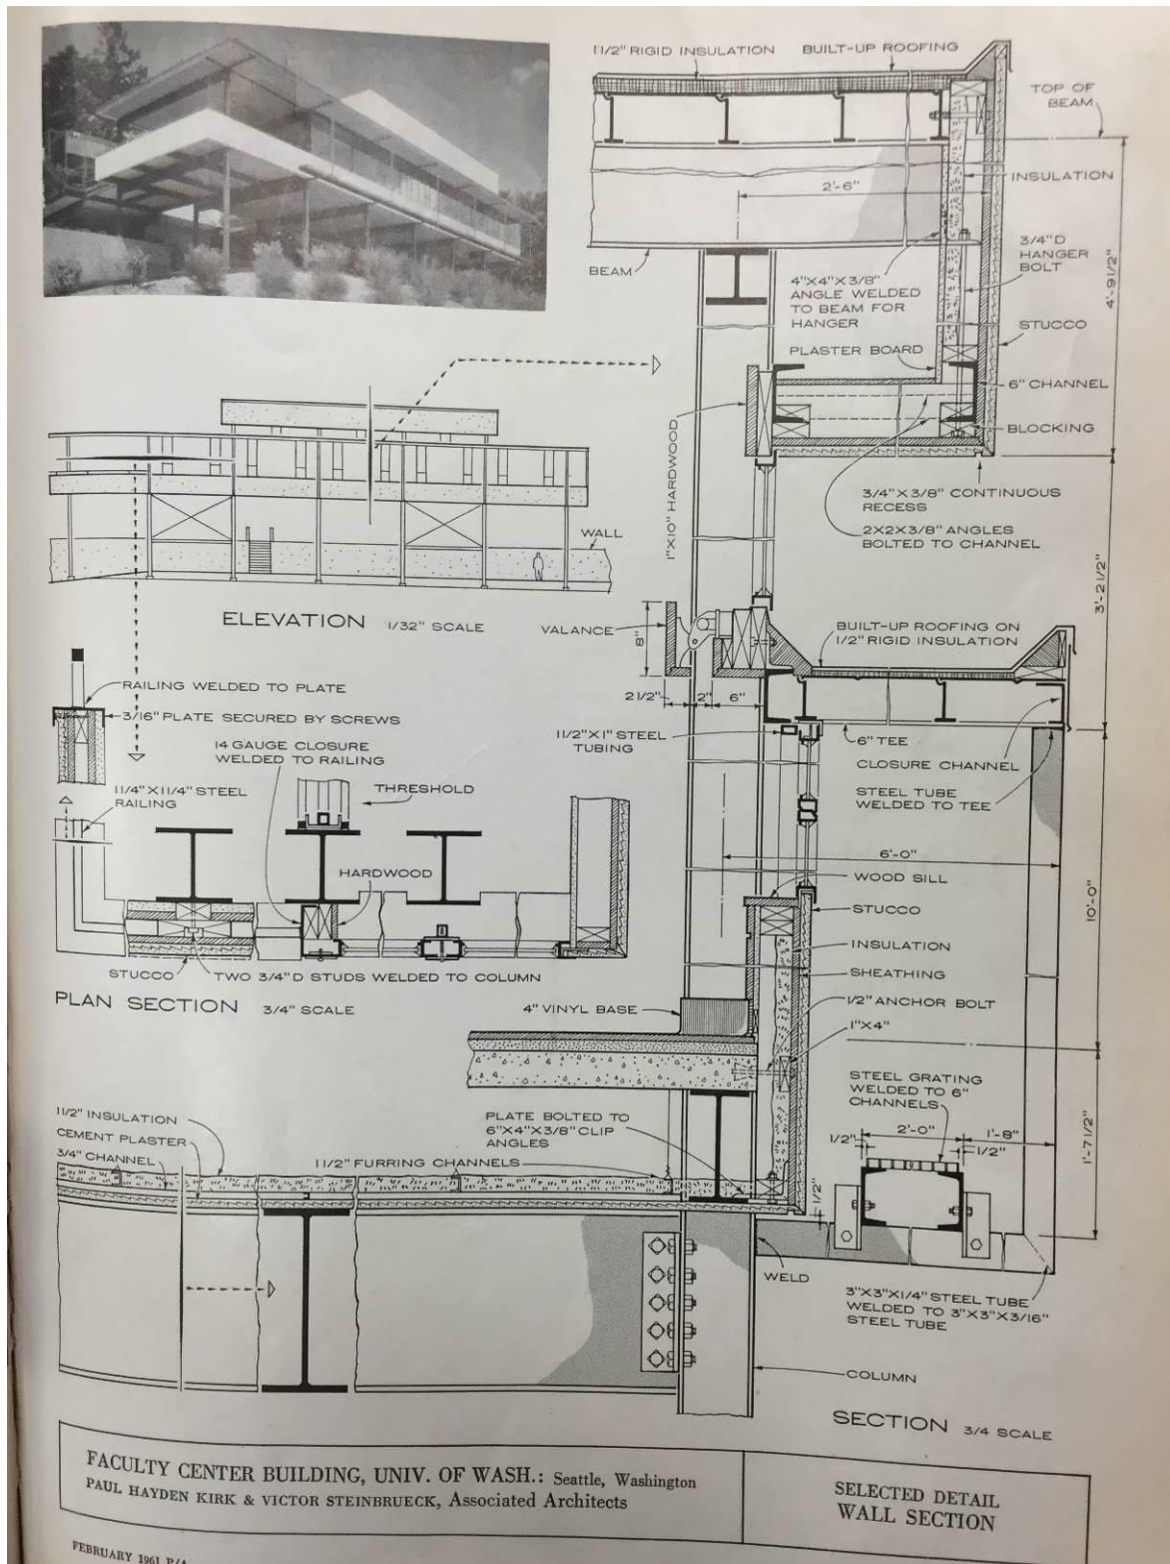 1 1/2" RIGID INSULATION
BUILT-UP ROOFING
TOP OF
BEAM
2'-6"
INSULATION
3/4" D
HANGER
BOLT
4'-9 1/2"
BEAM
4"X4"X3/8"
ANGLE WELDED
TO BEAM FOR
HANGER
STUCCO
PLASTER BOARD
6" CHANNEL
BLOCKING
1"X10" HARDWOOD
3/4"X3/8" CONTINUOUS
RECESS
2X2X3/8" ANGLES
BOLTED TO CHANNEL
WALL
ELEVATION 1/32" SCALE
3'-2 1/2"
VALANCE
8"
BUILT-UP ROOFING ON
1/2" RIGID INSULATION
2 1/2"
2"
6"
RAILING WELDED TO PLATE
3/16" PLATE SECURED BY SCREWS
14 GAUGE CLOSURE
WELDED TO RAILING
1 1/2"X1" STEEL
TUBING
6" TEE
CLOSURE CHANNEL
STEEL TUBE
WELDED TO TEE
1 1/4"X1 1/4" STEEL
RAILING
THRESHOLD
HARDWOOD
6'-0"
WOOD SILL
STUCCO
10'-0"
INSULATION
SHEATHING
STUCCO
TWO 3/4" D STUDS WELDED TO COLUMN
PLAN SECTION 3/4" SCALE
4" VINYL BASE
1/2" ANCHOR BOLT
1"X4"
STEEL GRATING
WELDED TO 6"
CHANNELS
1 1/2" INSULATION
CEMENT PLASTER
3/4" CHANNEL
PLATE BOLTED TO
6"X4"X3/8" CLIP
ANGLES
1 1/2" FURRING CHANNELS
1/2"
2'-0"
1'-8"
1/2"
1'-7 1/2"
1/2"
WELD
3"X3"X1/4" STEEL TUBE
WELDED TO 3"X3"X3/16"
STEEL TUBE
COLUMN
SECTION 3/4 SCALE
FACULTY CENTER BUILDING, UNIV. OF WASH.: Seattle, Washington
PAUL HAYDEN KIRK & VICTOR STEINBRUECK, Associated Architects
SELECTED DETAIL
WALL SECTION
FEBRUARY 1961 P/A